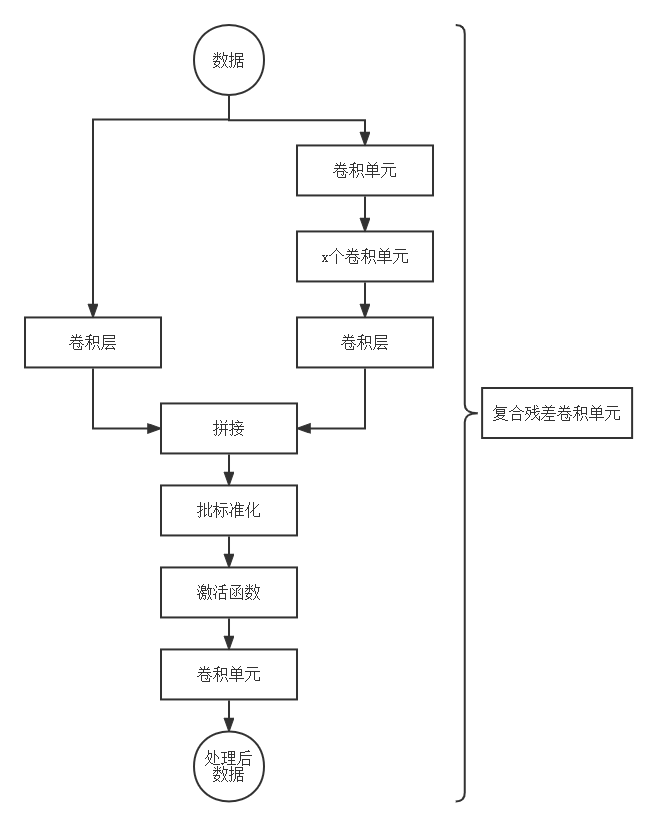 数据
卷积单元
x个卷积单元
卷积层
卷积层
拼接
批标准化
激活函数
卷积单元
处理后
数据
复合残差卷积单元